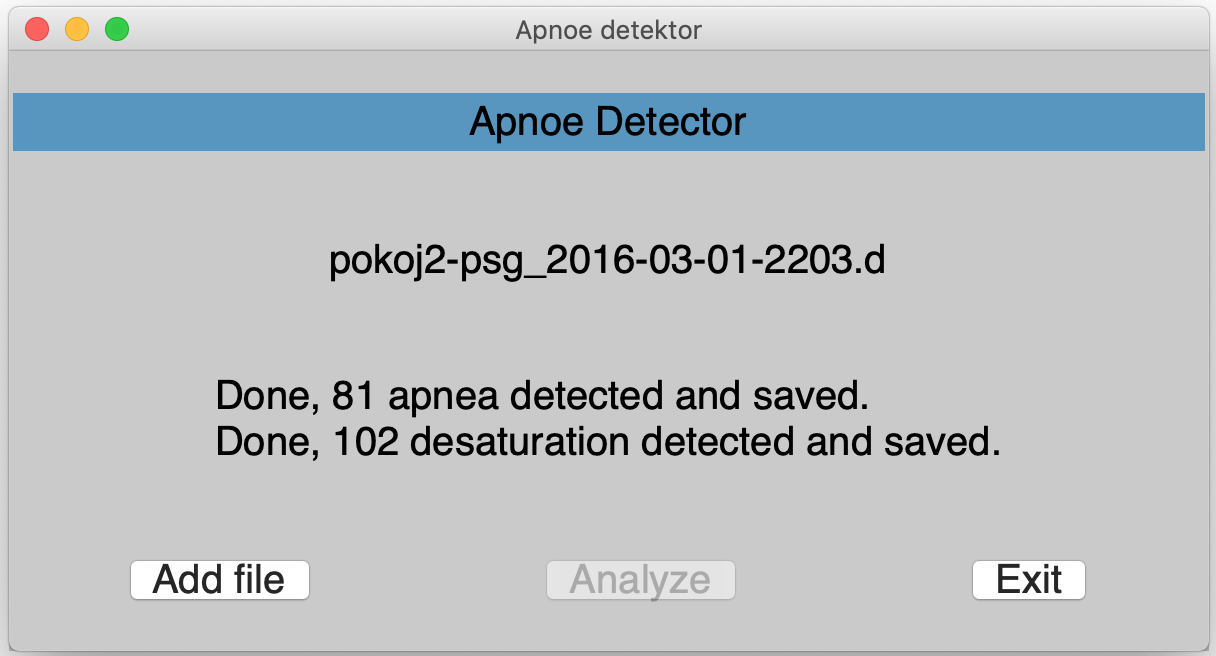 Apnoe detektor
Apnoe Detector
pokoj2-psg_2016-03-01-2203.d
Done, 81 apnea detected and saved.
Done, 102 desaturation detected and saved.
Add file
Analyze
Exit